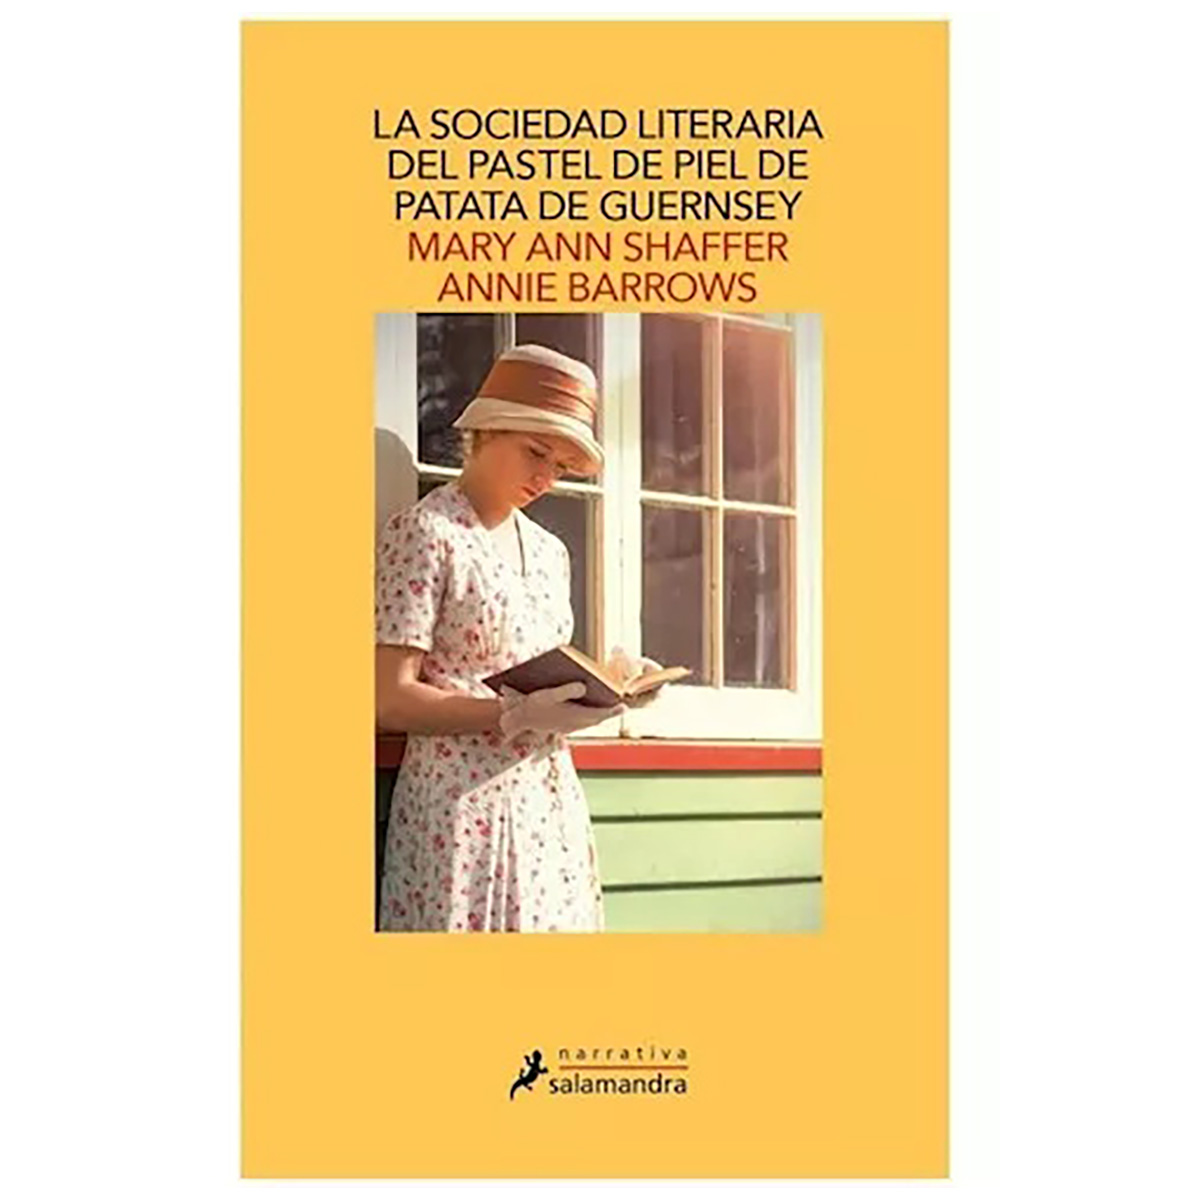 LA SOCIEDAD LITERARIA
DEL PASTEL DE PIEL DE
PATATA DE GUERNSEY
MARY ANN SHAFFER
ANNIE BARROWS
narrativa
salamandra